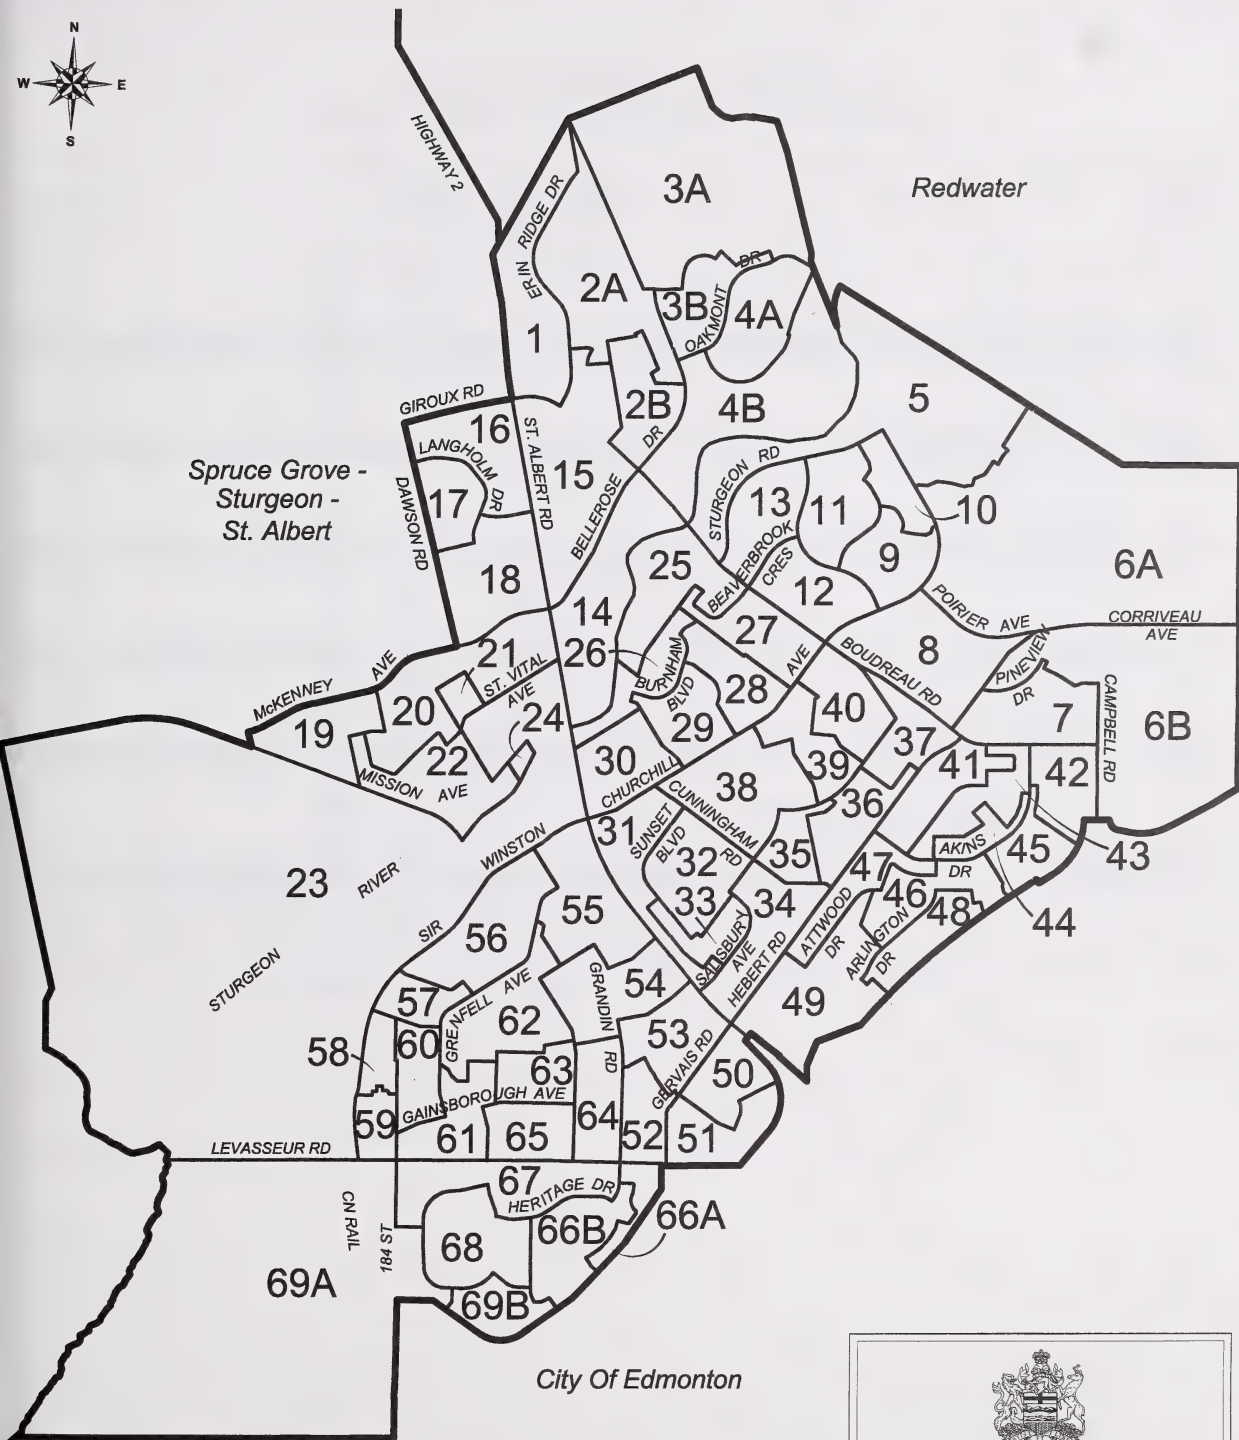 N
W E
S
HIGHWAY 2
3A
Redwater
ERIN RIDGE DR
2A
DR
3B
OAKMONT
4A
1
GIROUX RD
2B
DR
4B
5
16
LANGHOLM DR
ST. ALBERT RD
15
Spruce Grove -
Sturgeon -
St. Albert
17
DAWSON RD
BELLEROSE
STURGEON RD
13
11
10
18
25
BEAVERBROOK
CRES
9
6A
14
12
POIRIER AVE
CORRIVEAU
AVE
21
ST. VITAL
AVE
26
BURNHAM
BLVD
27
AVE
BOUDREAU RD
8
PINEVIEW
DR
McKENNEY AVE
19
20
24
28
40
7
CAMPBELL RD
6B
22
29
37
MISSION AVE
30
CHURCHILL
39
41
42
38
36
CUNNINGHAM
RD
31
SUNSET
BLVD
WINSTON
32
35
AKINS
DR
45
43
23
RIVER
47
46
33
34
48
44
SIR
55
56
SALISBURY
AVE
ATTWOOD
DR
ARLINGTON
DR
STURGEON
HEBERT RD
54
GRANDIN
RD
57
GRENFELL AVE
49
62
53
58
60
63
GERVAIS RD
50
GAINSBOROUGH AVE
59
64
61
65
52
51
LEVASSEUR RD
67
HERITAGE DR
CN RAIL
184 ST
66B
66A
68
69A
69B
City Of Edmonton